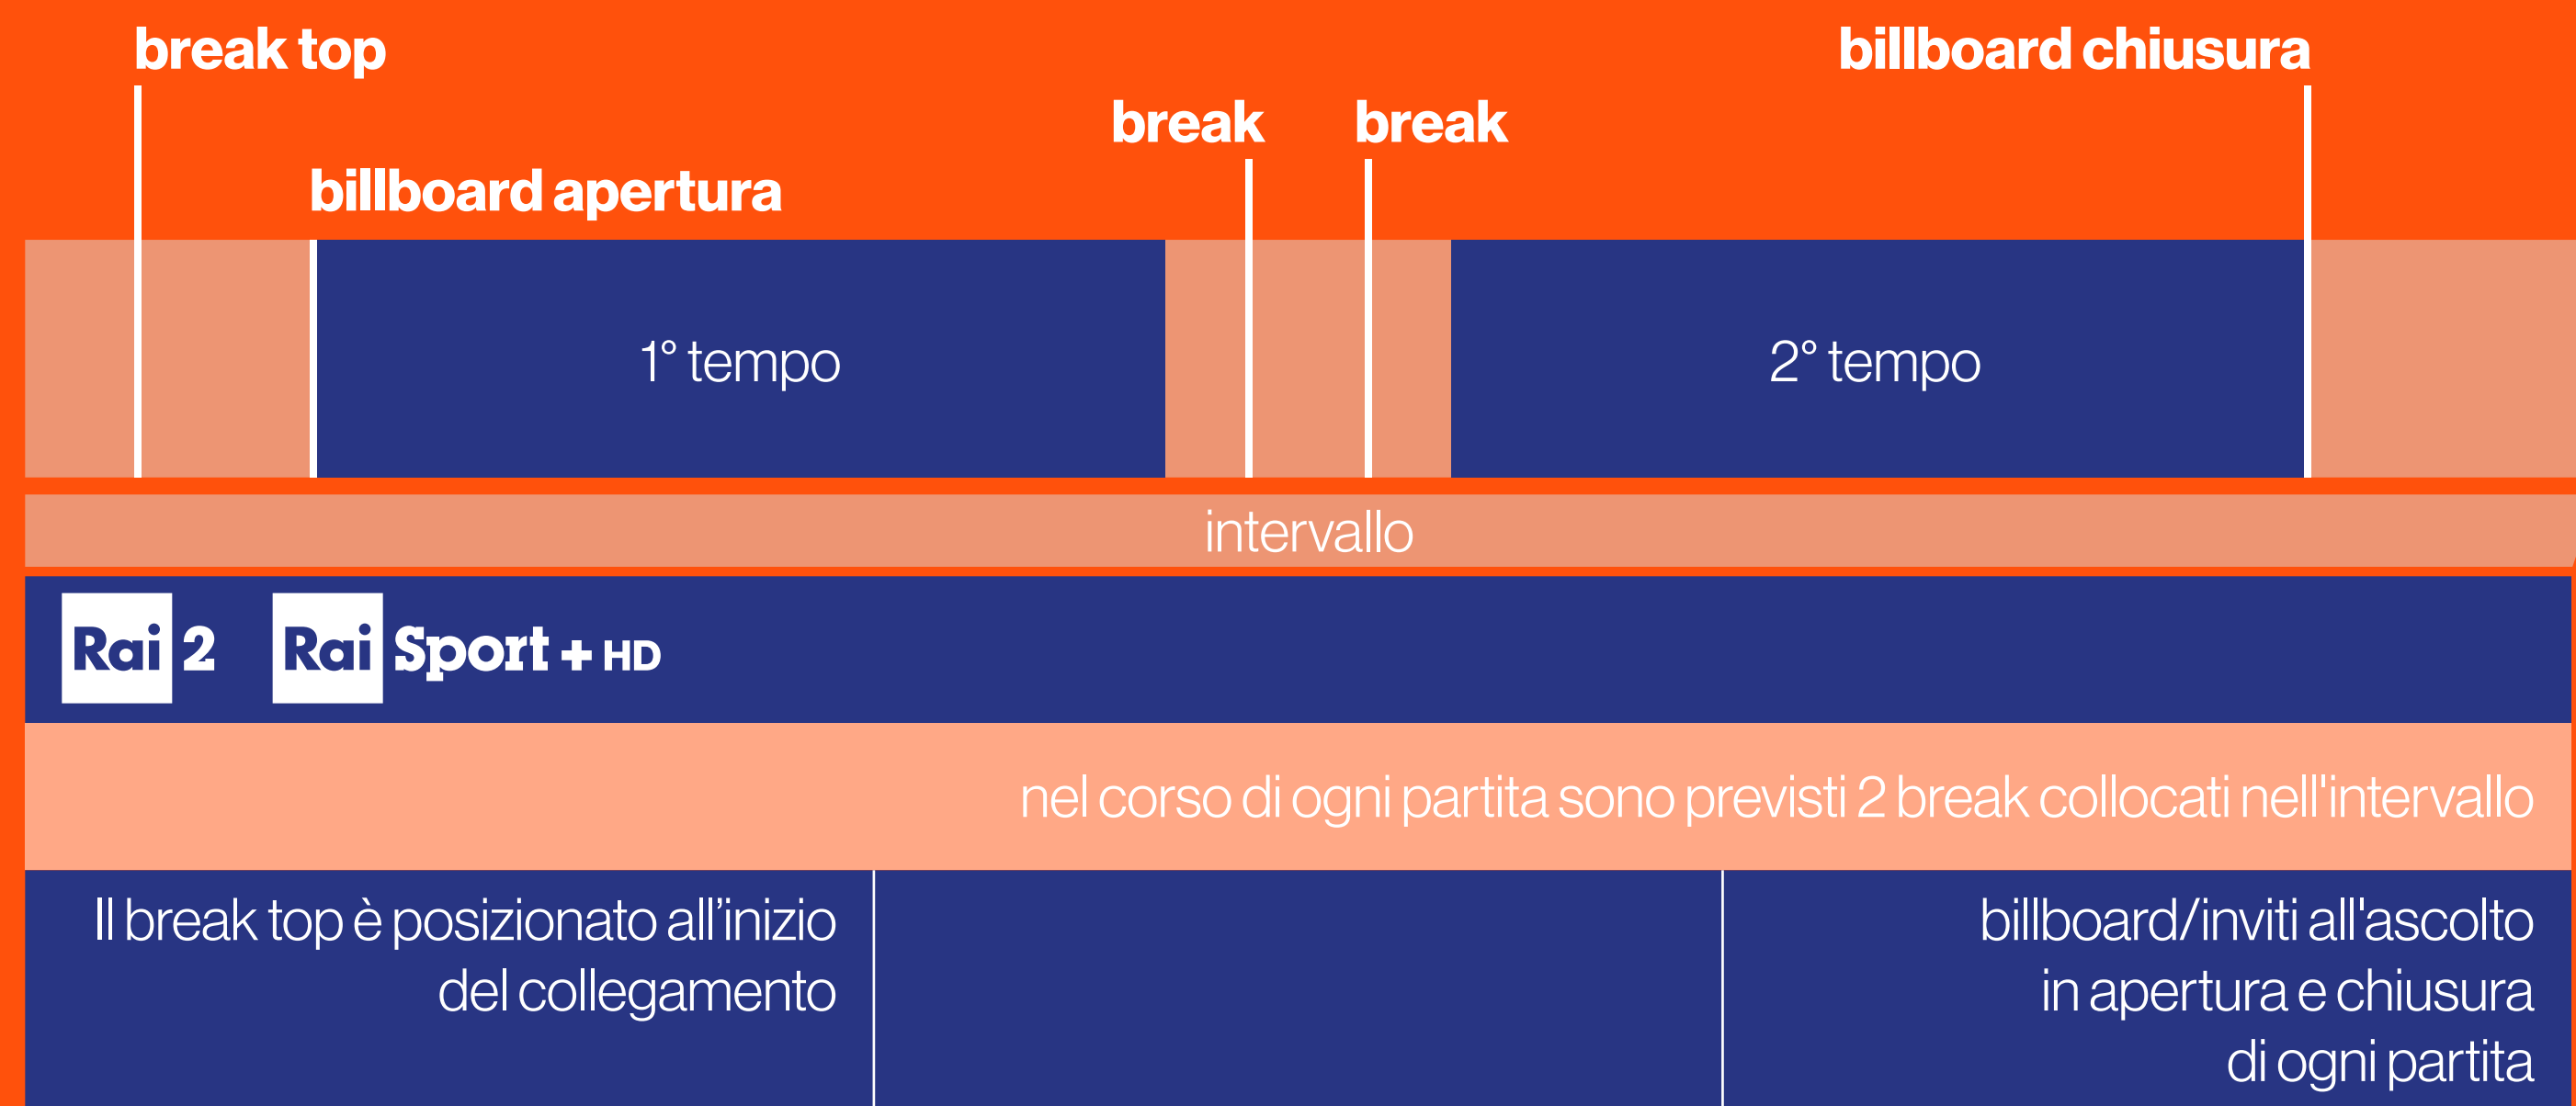 break top
billboard chiusura
break
break
billboard apertura
1° tempo
2° tempo
intervallo
Rai 2
Rai Sport + HD
nel corso di ogni partita sono previsti 2 break collocati nell'intervallo
Il break top è posizionato all’inizio
del collegamento
billboard/inviti all'ascolto
in apertura e chiusura
di ogni partita